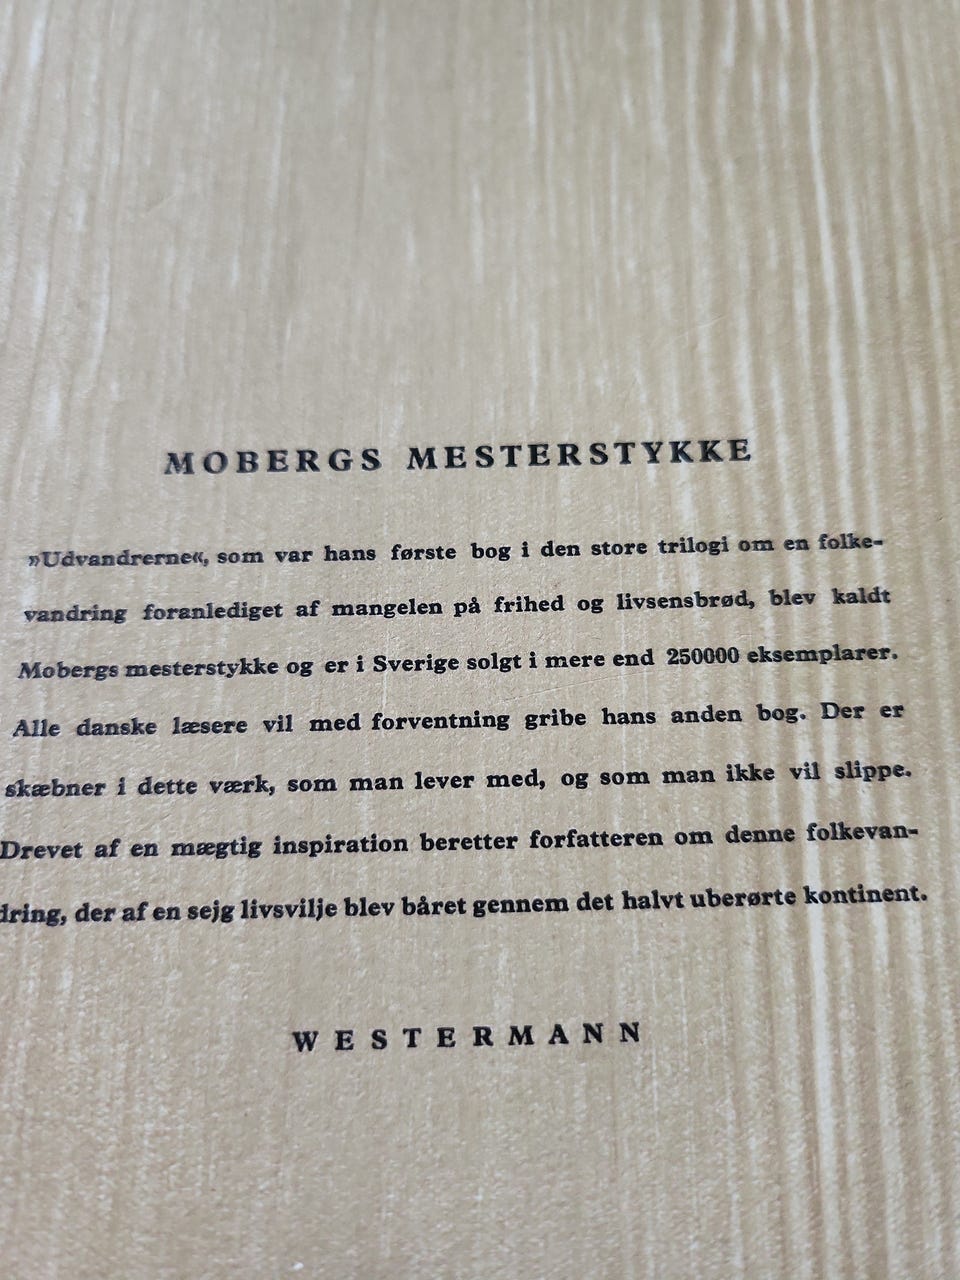 MOBERGS MESTERSTYKKE
»Udvandrerne«, som var hans første bog i den store trilogi om en folke-
vandring foranlediget af mangelen på frihed og livsensbrød, blev kaldt
Mobergs mesterstykke og er i Sverige solgt i mere end 250000 eksemplarer.
Alle danske læsere vil med forventning gribe hans anden bog. Der er
skæbner i dette værk, som man lever med, og som man ikke vil slippe.
Drevet af en mægtig inspiration beretter forfatteren om denne folkevan-
dring, der af en sejg livsvilje blev båret gennem det halvt uberørte kontinent.
WESTERMANN